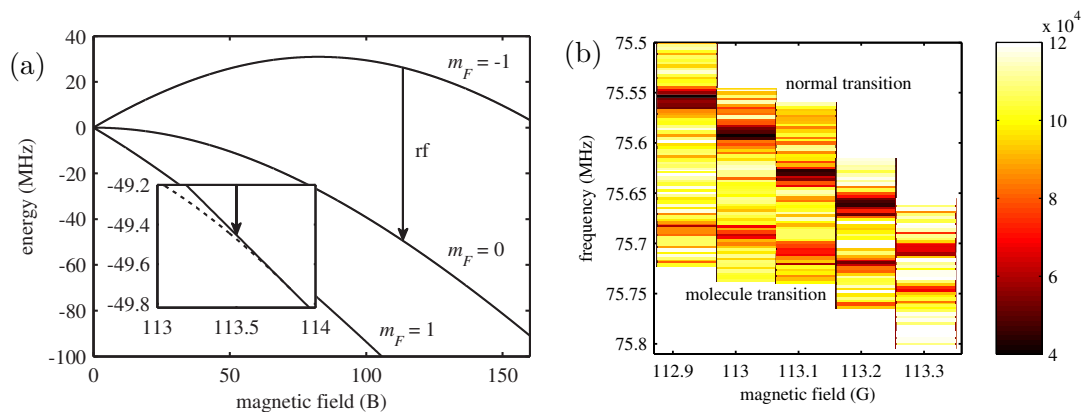 (a)
energy (MHz)
40
20
0
-20
-40
-60
-80
-100
m_F = -1
rf
m_F = 0
m_F = 1
-49.2
-49.4
-49.6
-49.8
113
113.5
114
0
50
100
150
magnetic field (B)
(b)
frequency (MHz)
75.5
75.55
75.6
75.65
75.7
75.75
75.8
normal transition
molecule transition
112.9
113
113.1
113.2
113.3
magnetic field (G)
x 10^4
12
10
8
6
4